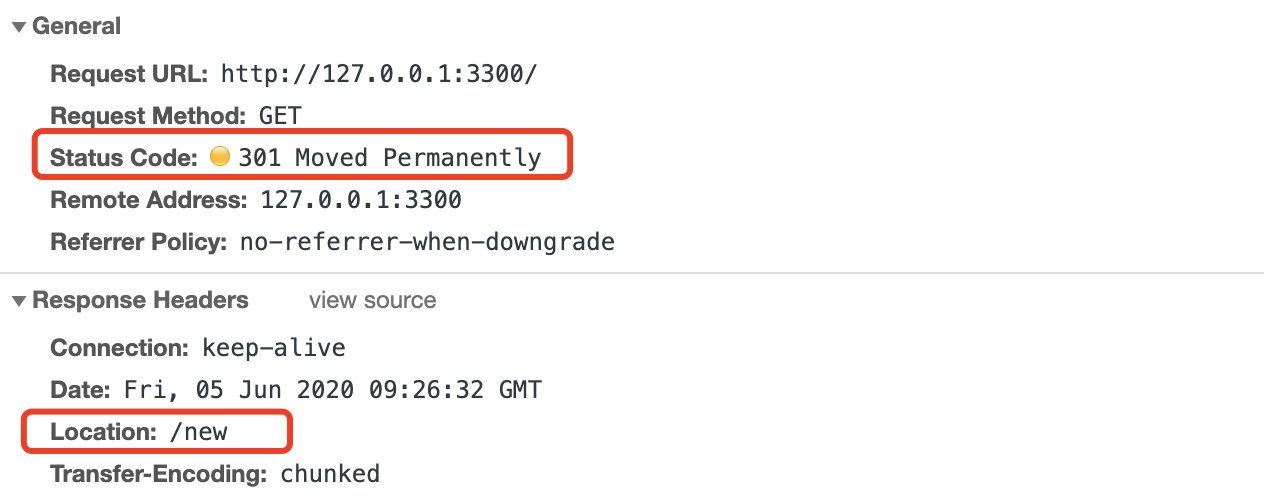 General
Request URL: http://127.0.0.1:3300/
Request Method: GET
Status Code: 301 Moved Permanently
Remote Address: 127.0.0.1:3300
Referrer Policy: no-referrer-when-downgrade
Response Headers view source
Connection: keep-alive
Date: Fri, 05 Jun 2020 09:26:32 GMT
Location: /new
Transfer-Encoding: chunked